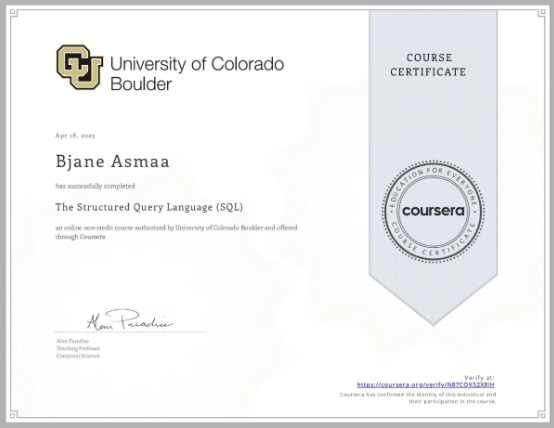 CU
University of Colorado
Boulder
COURSE
CERTIFICATE
Apr 18, 2023
Bjane Asmaa
has successfully completed
The Structured Query Language (SQL)
an online non-credit course authorized by University of Colorado Boulder and offered
through Coursera
EDUCATION FOR EVERYONE
coursera
COURSE CERTIFICATE
Alan Paradise
Alan Paradise
Teaching Professor
Computer Science
Verify at:
https://coursera.org/verify/
Coursera has confirmed the identity of this individual and
their participation in the course.